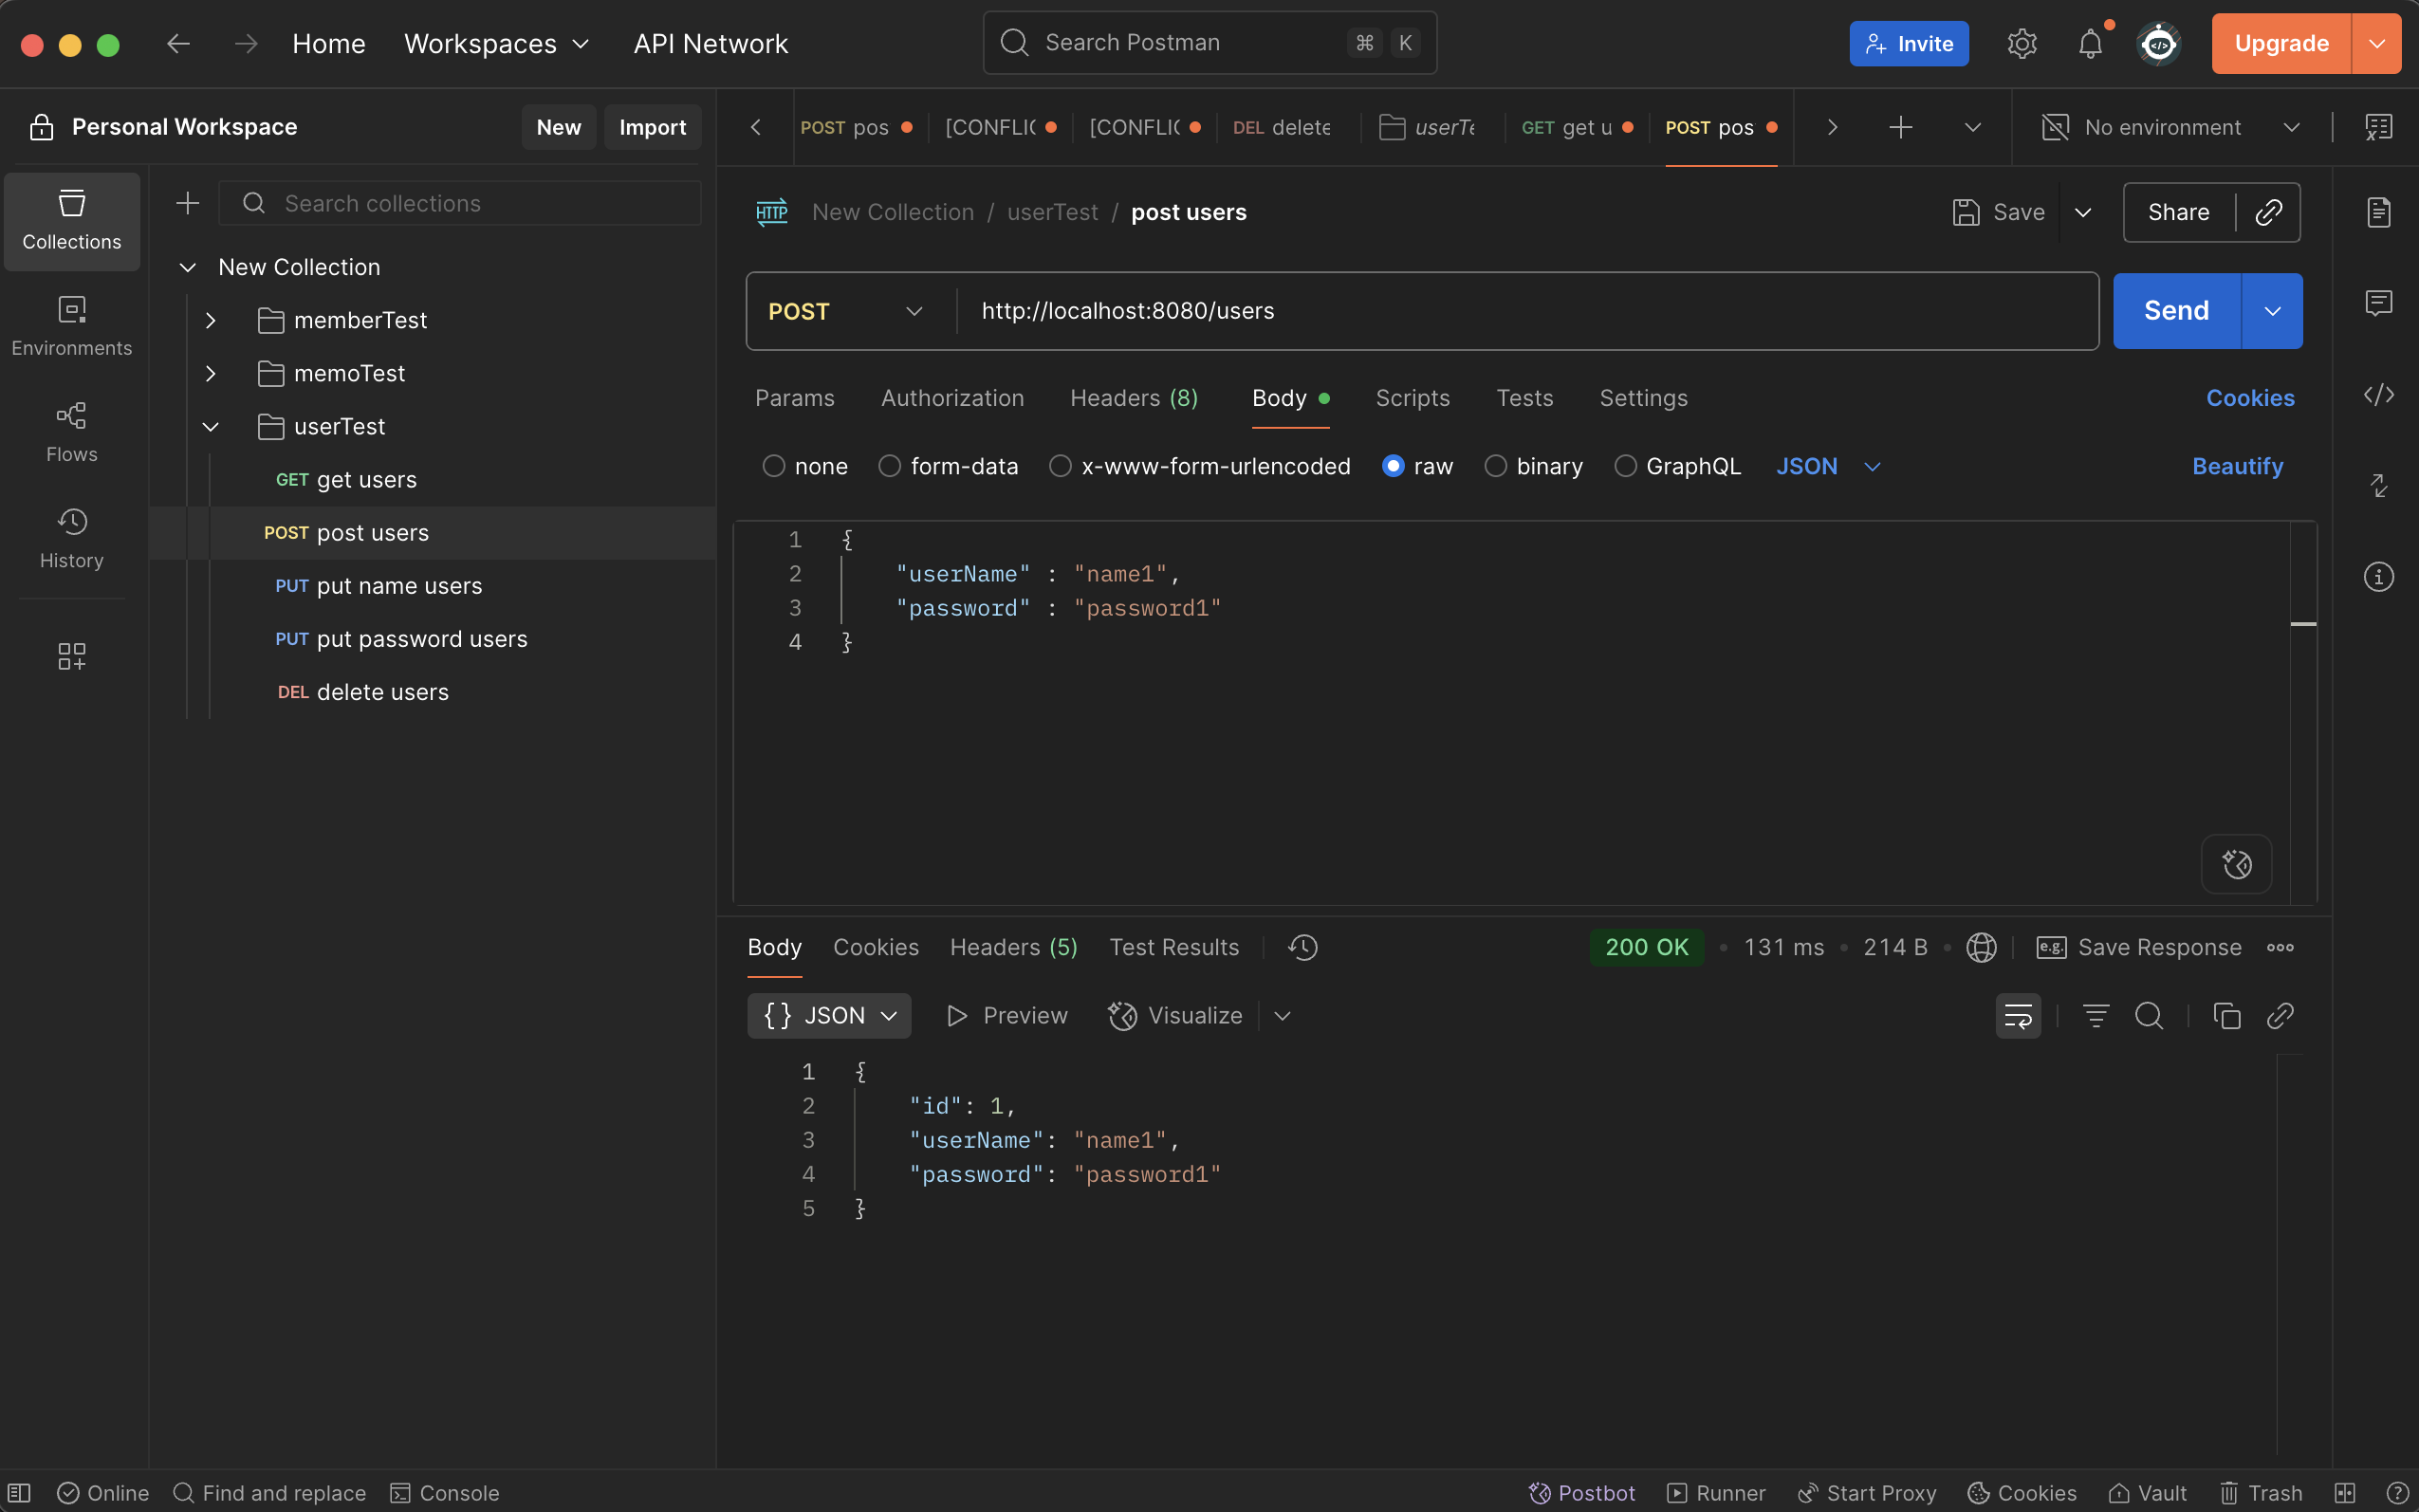 Home Workspaces API Network
Search Postman ⌘ K
Invite
Upgrade
Personal Workspace New Import
POST pos [CONFLI [CONFLI DEL delete userTe GET get u POST pos
No environment
Collections
Environments
Flows
History
Search collections
New Collection
memberTest
memoTest
userTest
GET get users
POST post users
PUT put name users
PUT put password users
DEL delete users
HTTP New Collection / userTest / post users
Save Share
POST http://localhost:8080/users
Send
Params Authorization Headers (8) Body Scripts Tests Settings Cookies
none form-data x-www-form-urlencoded raw binary GraphQL JSON Beautify
1 {
2 "userName" : "name1",
3 "password" : "password1"
4 }
Body Cookies Headers (5) Test Results
200 OK • 131 ms • 214 B • e.g. Save Response
{} JSON Preview Visualize
1 {
2 "id": 1,
3 "userName": "name1",
4 "password": "password1"
5 }
Online Find and replace Console
Postbot Runner Start Proxy Cookies Vault Trash